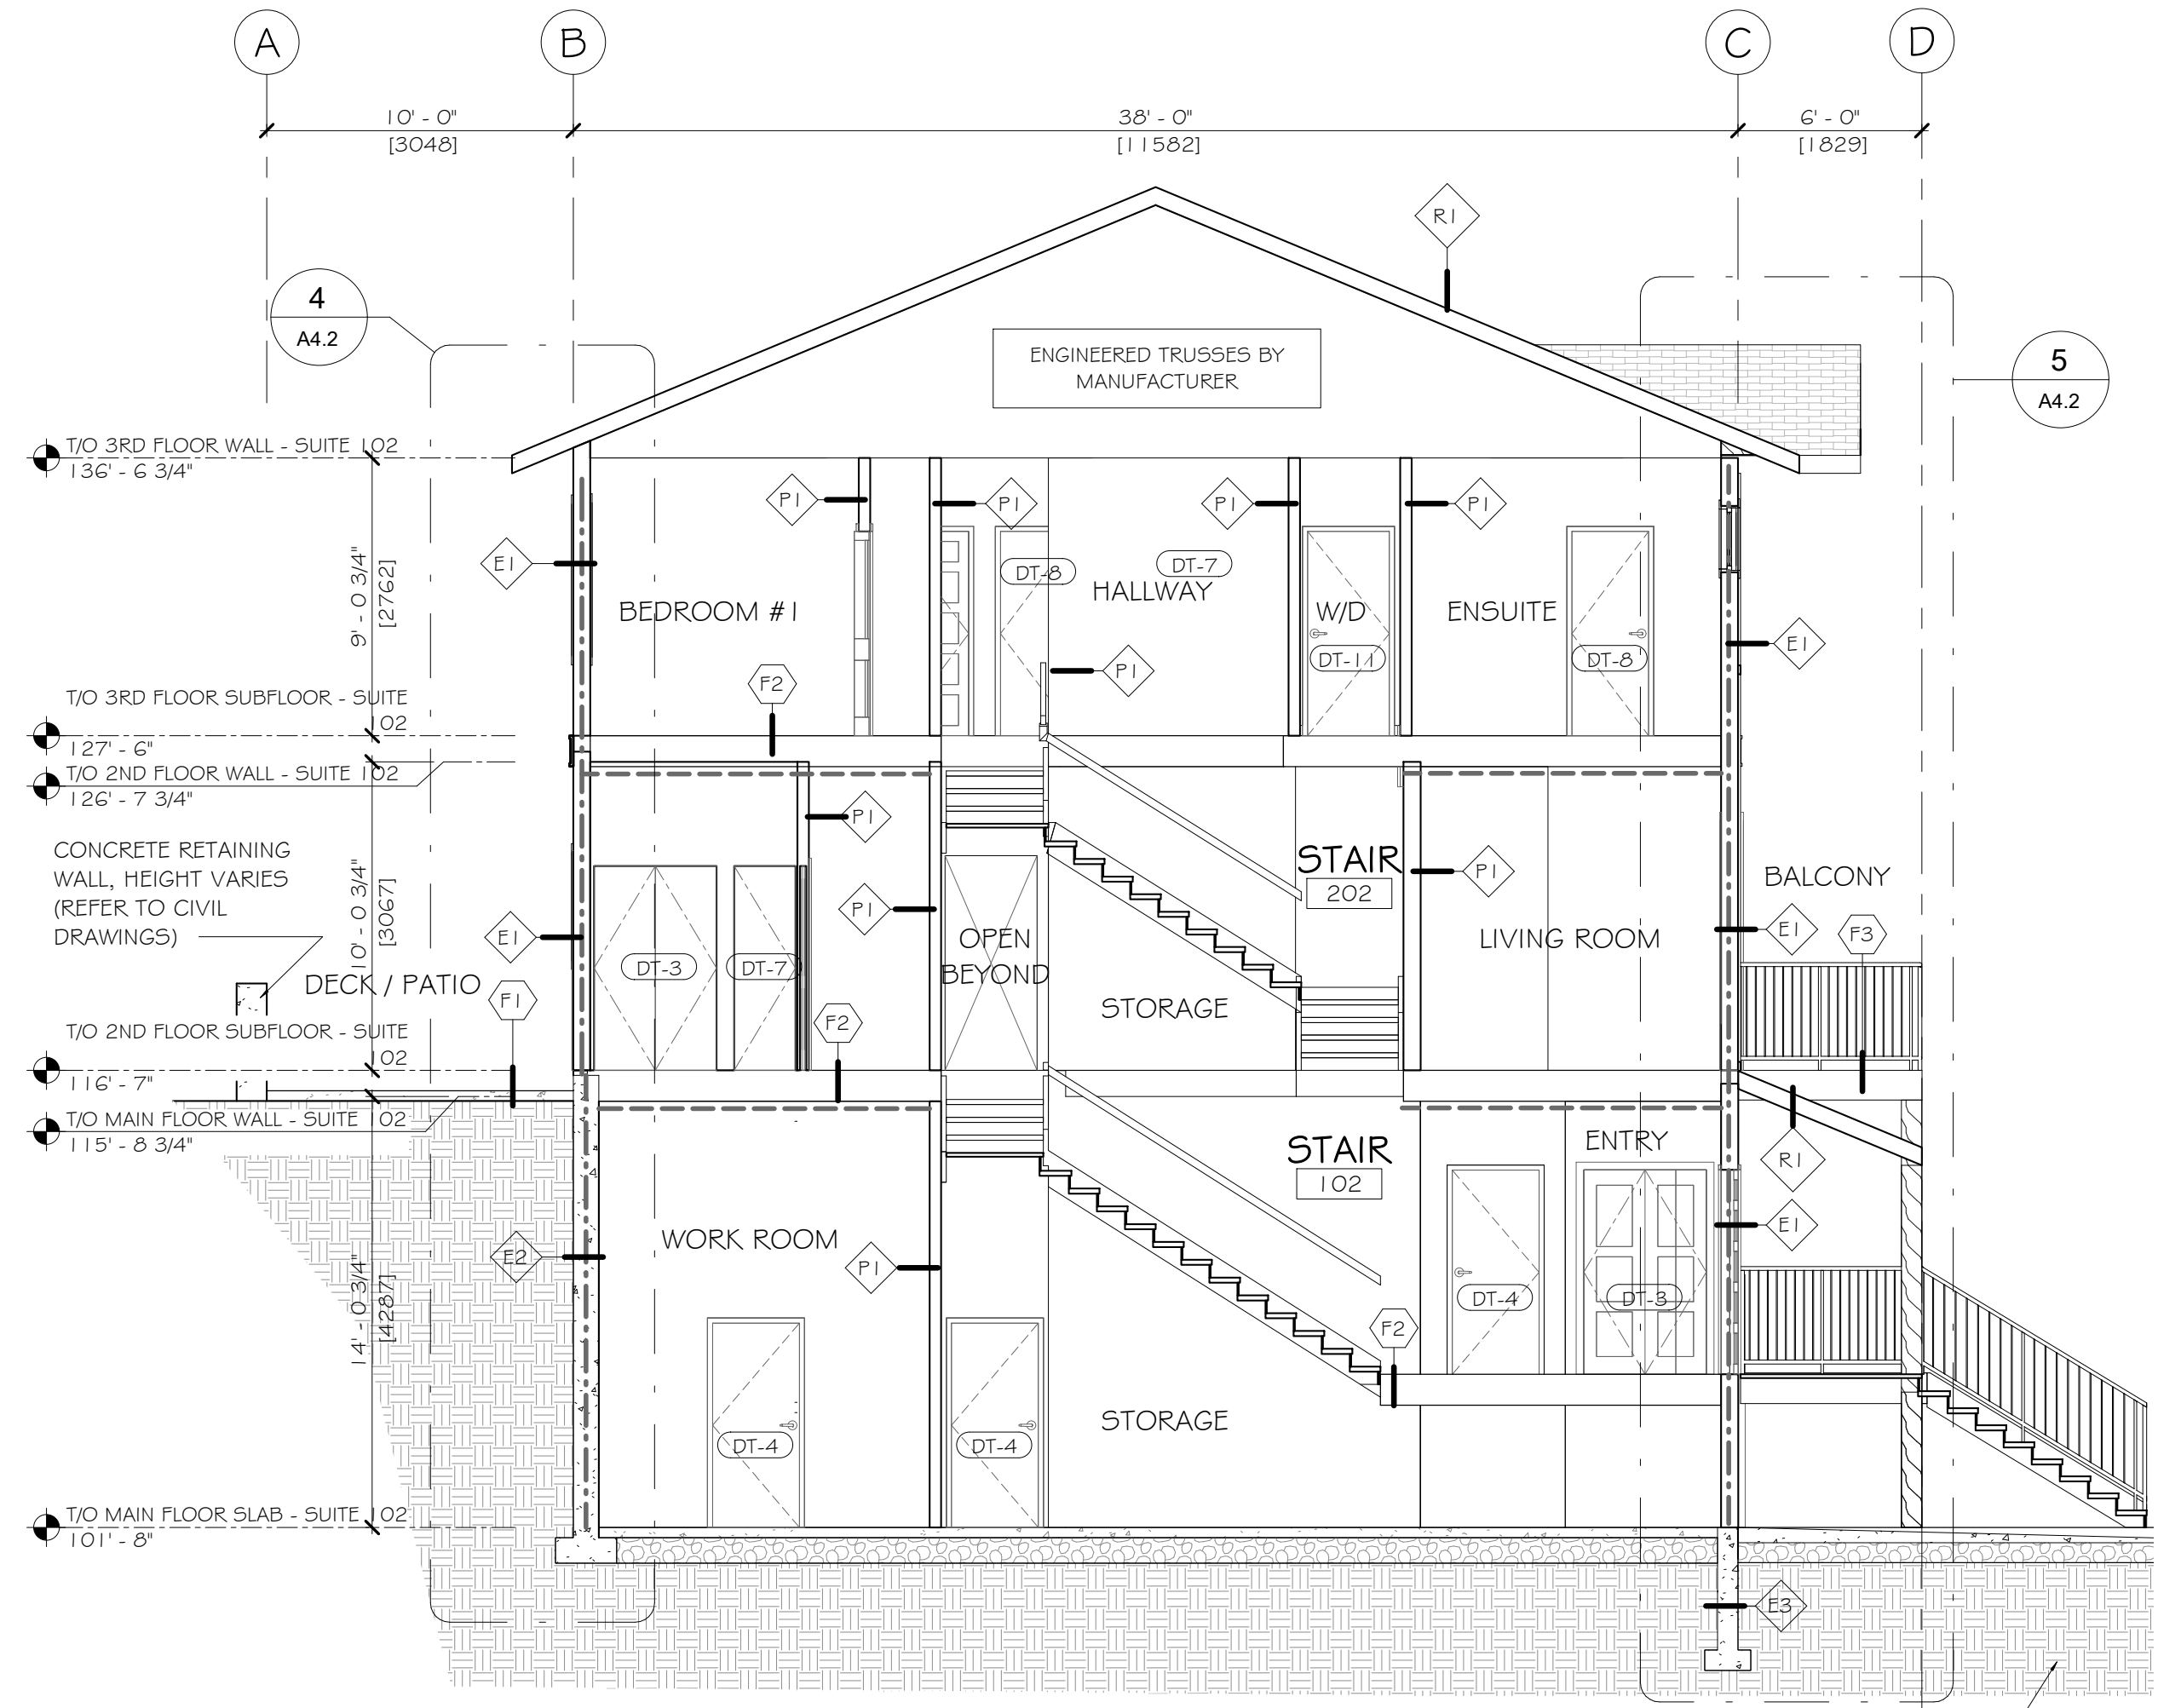 A
B
C
D
10' - 0"
[3048]
38' - 0"
[11582]
6' - 0"
[1829]
R1
4
A4.2
ENGINEERED TRUSSES BY
MANUFACTURER
5
A4.2
T/O 3RD FLOOR WALL - SUITE 102
136' - 6 3/4"
P1
P1
P1
P1
9' - 0 3/4"
[2762]
E1
DT-8
DT-7
HALLWAY
BEDROOM #1
W/D
ENSUITE
E1
DT-11
DT-8
P1
F2
T/O 3RD FLOOR SUBFLOOR - SUITE
102
127' - 6"
T/O 2ND FLOOR WALL - SUITE 102
126' - 7 3/4"
P1
CONCRETE RETAINING
WALL, HEIGHT VARIES
(REFER TO CIVIL
DRAWINGS)
10' - 0 3/4"
[3067]
STAIR
202
P1
BALCONY
P1
E1
OPEN
BEYOND
LIVING ROOM
E1
F3
DT-3
DT-7
DECK / PATIO
F1
STORAGE
F2
T/O 2ND FLOOR SUBFLOOR - SUITE
102
116' - 7"
T/O MAIN FLOOR WALL - SUITE 102
115' - 8 3/4"
STAIR
102
ENTRY
R1
E1
WORK ROOM
E2
P1
14' - 0 3/4"
[4287]
DT-4
DT-3
F2
STORAGE
DT-4
DT-4
T/O MAIN FLOOR SLAB - SUITE 102
101' - 8"
E3